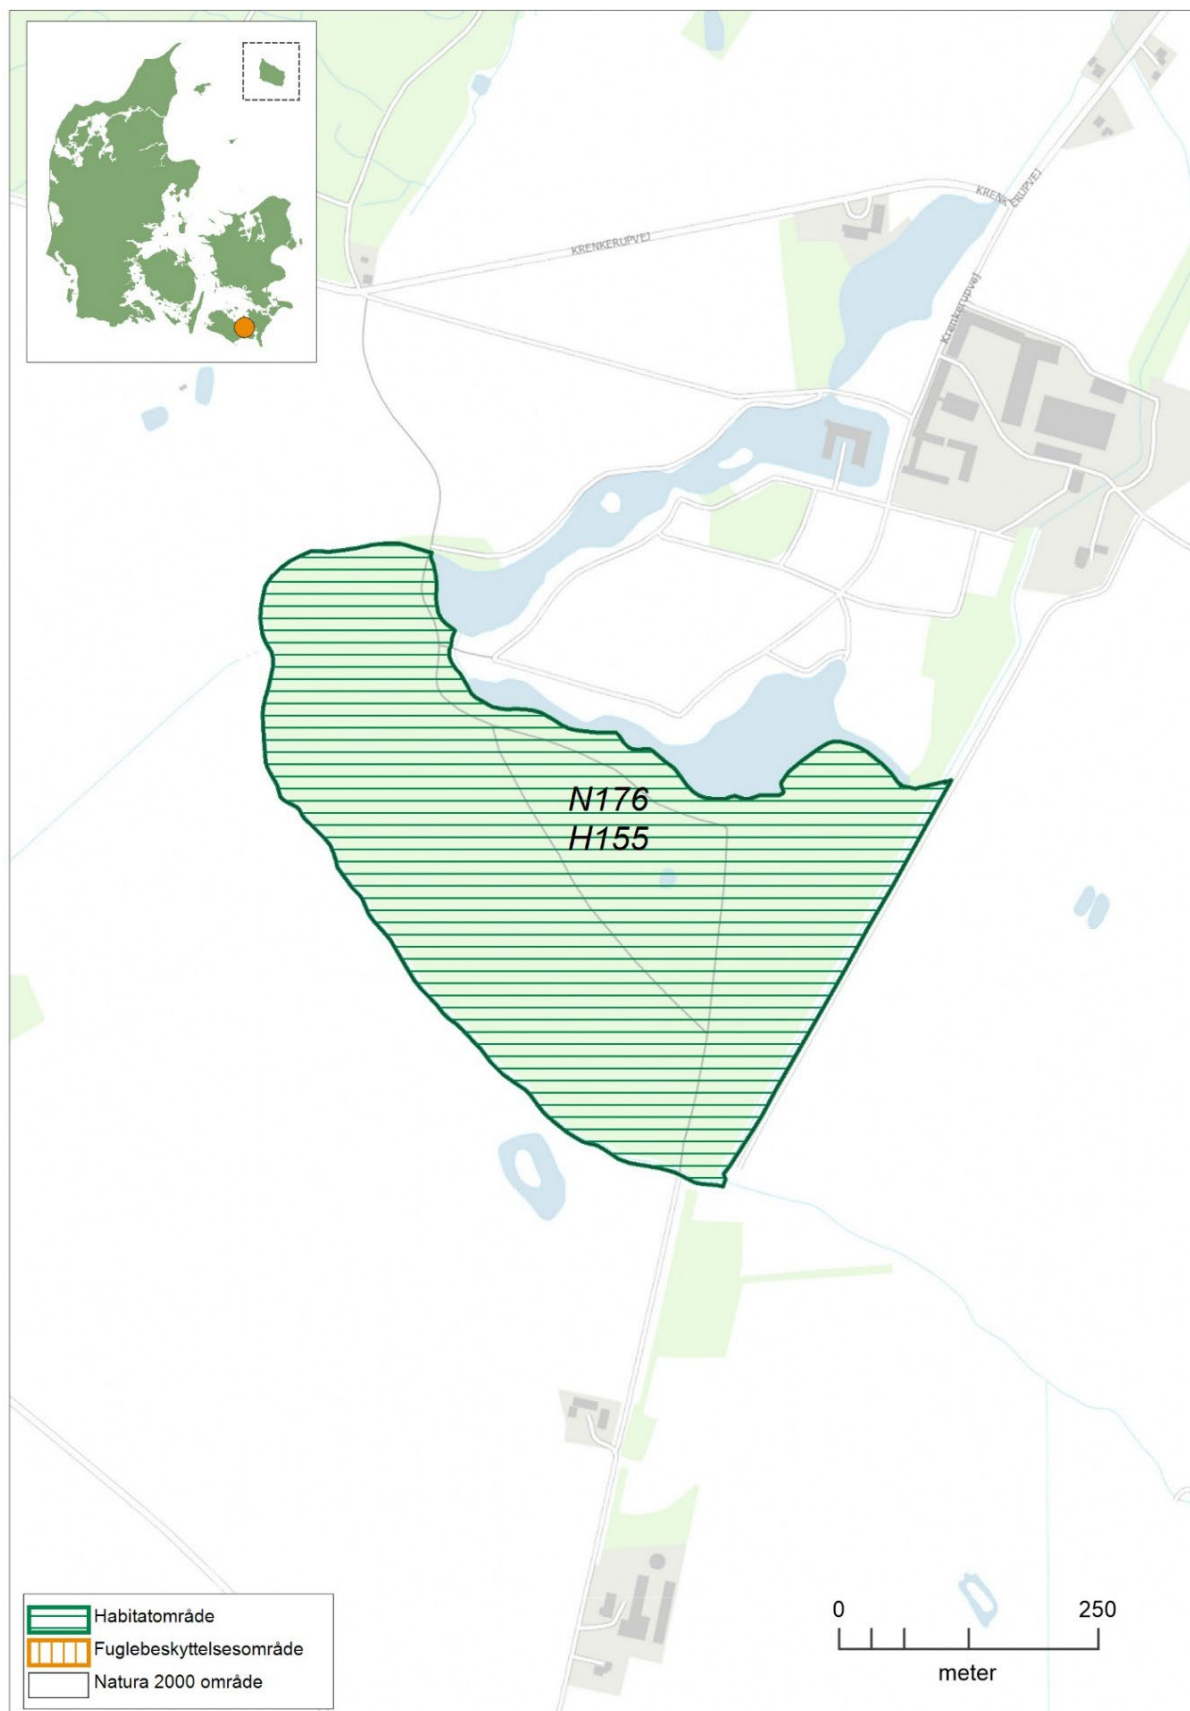 KRENKERUPVEJ
KRENKERUPVEJ
Krenkerupvej
N176
H155
Habitatområde
Fuglebeskyttelsesområde
Natura 2000 område
0 250
meter